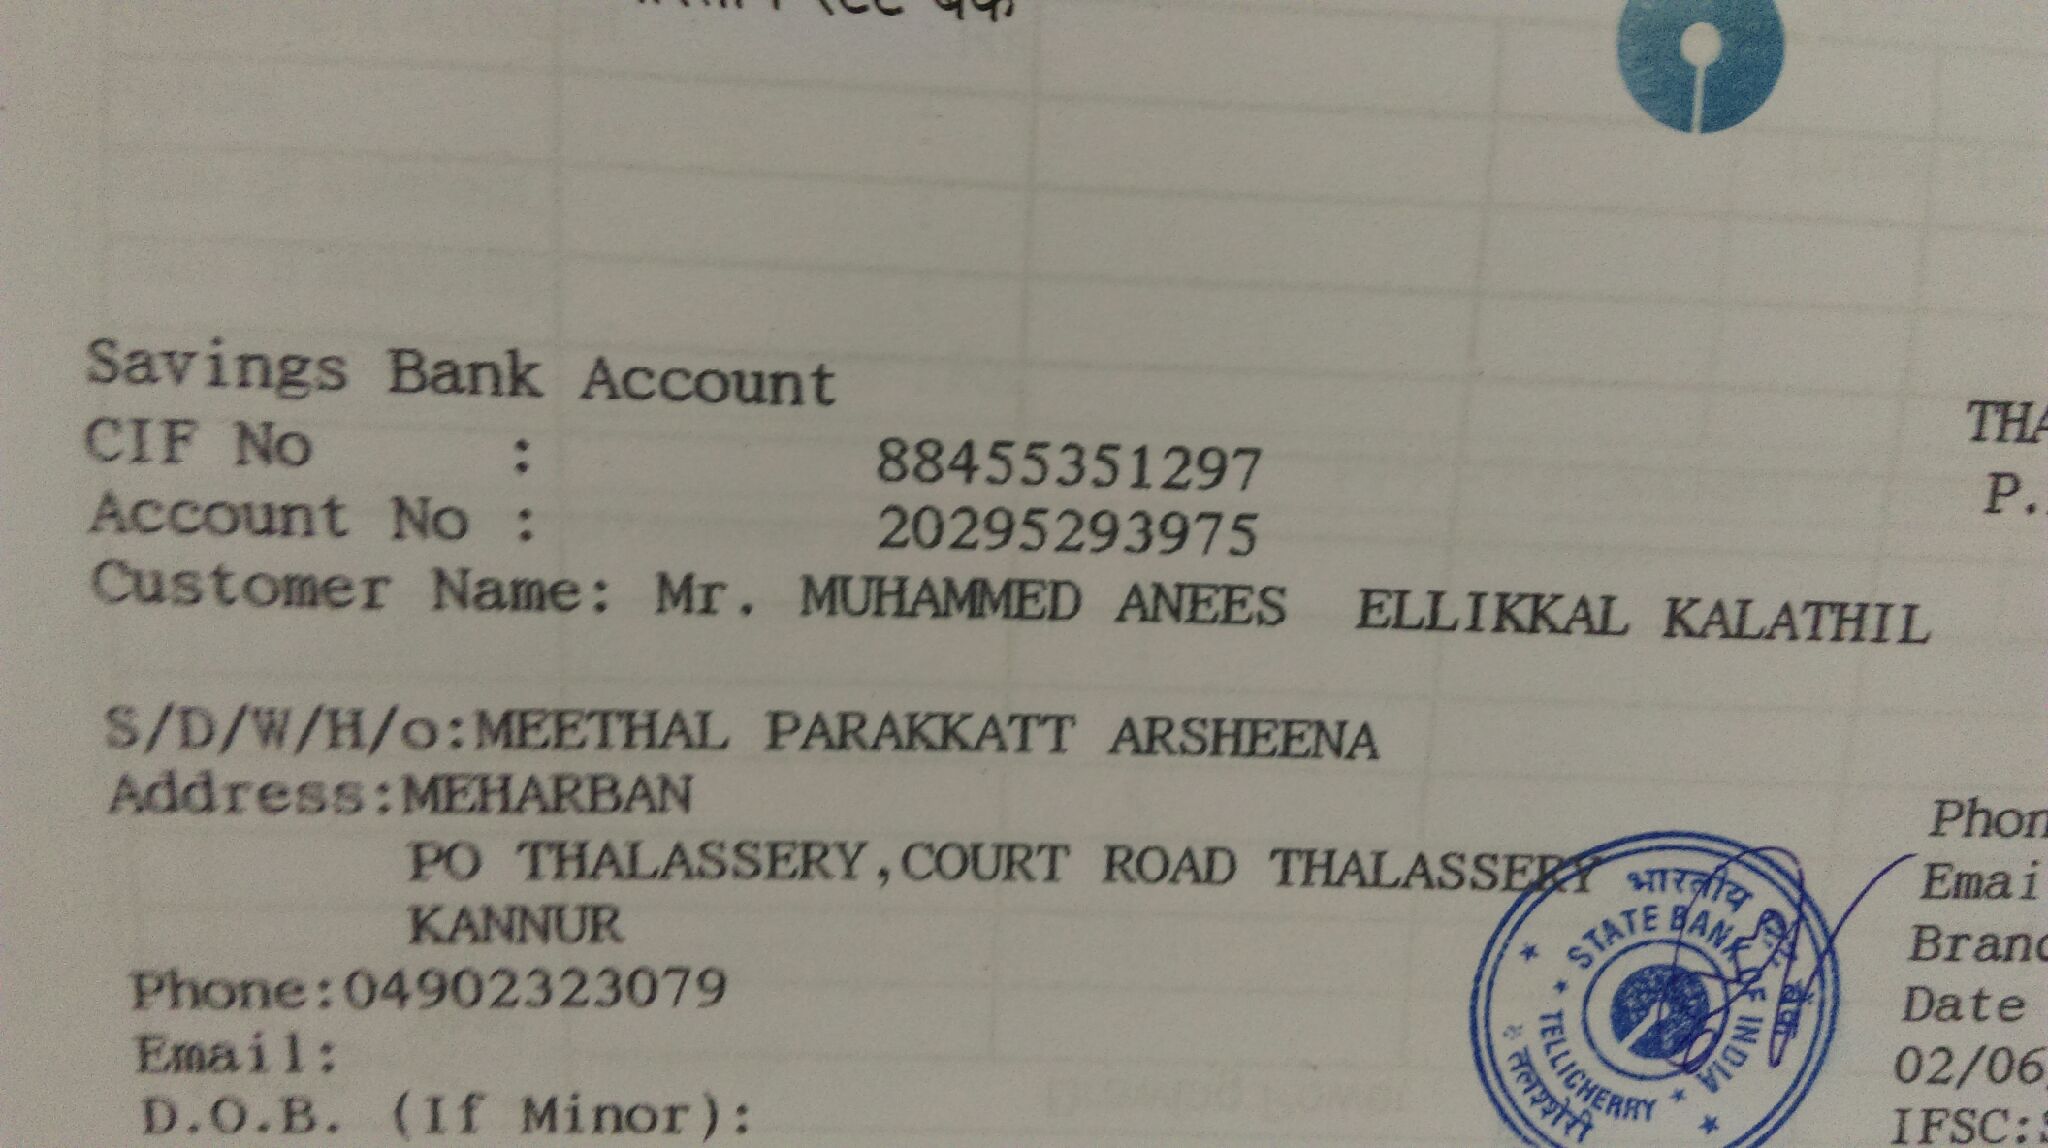 स्टेट बैंक
Savings Bank Account
CIF No : 88455351297
Account No : 20295293975
Customer Name: Mr. MUHAMMED ANEES ELLIKKAL KALATHIL
THA
P.
S/D/W/H/o:MEETHAL PARAKKATT ARSHEENA
Address:MEHARBAN
PO THALASSERY,COURT ROAD THALASSERY
KANNUR
Phone:04902323079
Email:
D.O.B. (If Minor):
Phon
Emai
Branc
Date
02/06
IFSC:S
भारतीय स्टेट बैंक
STATE BANK OF INDIA
TELLICHERRY
तलश्शेरी